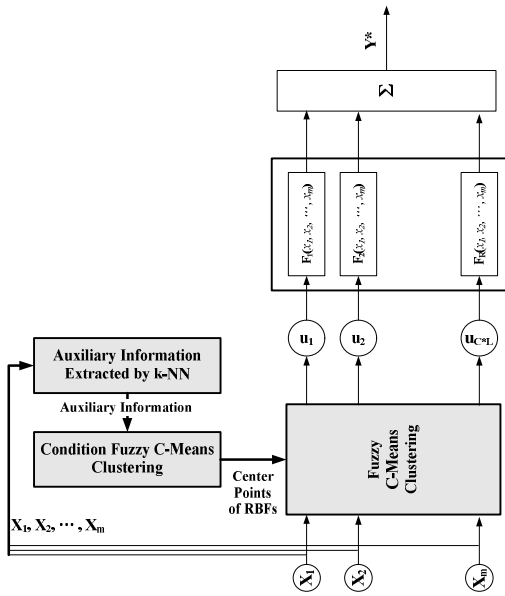 Y*
Σ
F1(x1, x2, ⋯, xm)
F2(x1, x2, ⋯, xm)
FR(x1, x2, ⋯, xm)
u1
u2
uC*L
Auxiliary Information
Extracted by k-NN
Auxiliary Information
Condition Fuzzy C-Means
Clustering
Center
Points
of RBFs
Fuzzy
C-Means
Clustering
X1, X2, ⋯, Xm
X1
X2
Xm